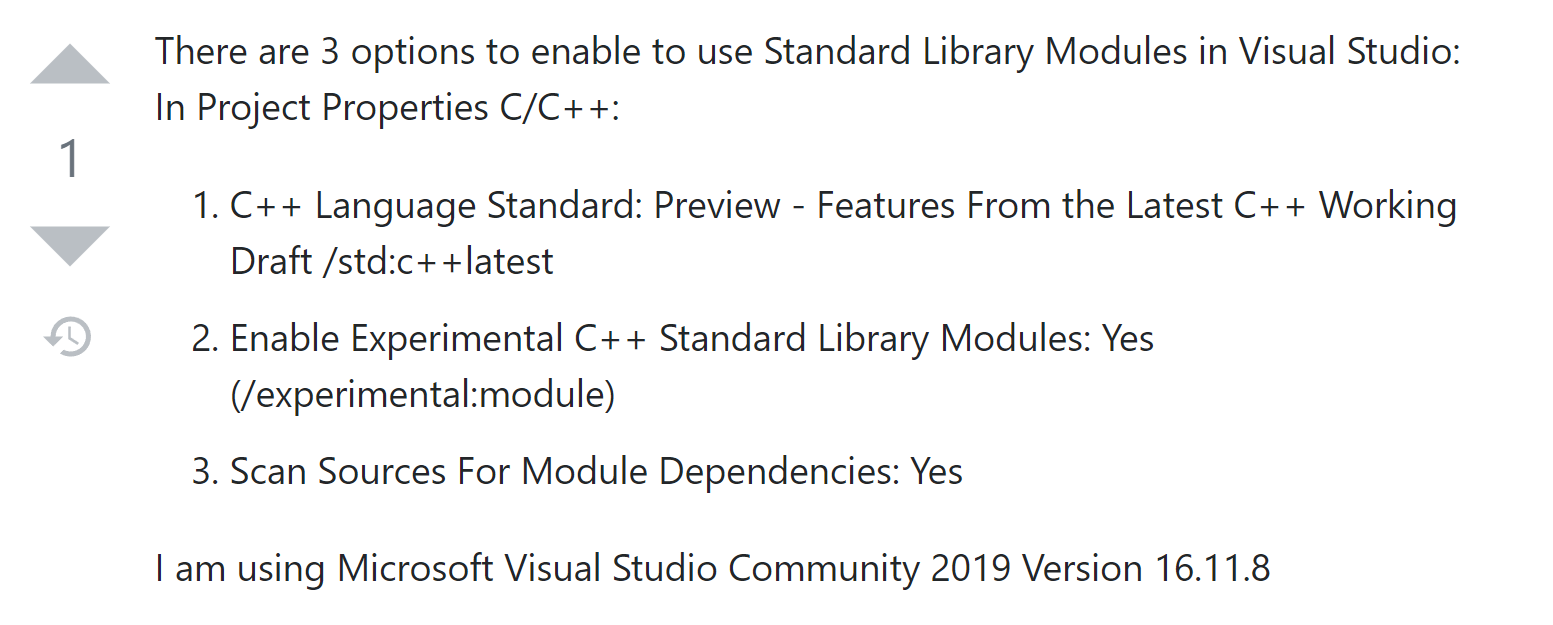 There are 3 options to enable to use Standard Library Modules in Visual Studio:
In Project Properties C/C++:
1
1. C++ Language Standard: Preview - Features From the Latest C++ Working
Draft /std:c++latest
2. Enable Experimental C++ Standard Library Modules: Yes
(/experimental:module)
3. Scan Sources For Module Dependencies: Yes
I am using Microsoft Visual Studio Community 2019 Version 16.11.8